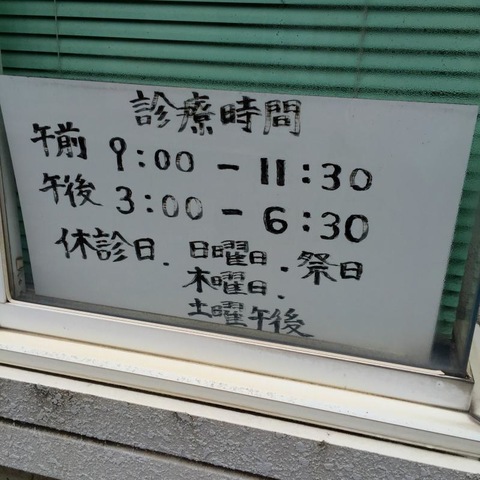 診療時間
午前 9:00 - 11:30
午後 3:00 - 6:30
休診日. 日曜日・祭日
木曜日.
土曜午後